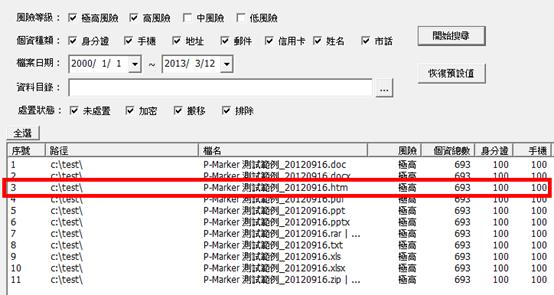 風險等級： 極高風險 高風險 中風險 低風險
個資種類： 身分證 手機 地址 郵件 信用卡 姓名 市話 開始搜尋
檔案日期： 2000/ 1/ 1 ~ 2013/ 3/12 恢復預設值
資料目錄： ...
處置狀態： 未處置 加密 搬移 排除
全選
序號 路徑 檔名 風險 個資總數 身分證 手機
1 c:\test\ P-Marker 測試範例_20120916.doc 極高 693 100 100
2 c:\test\ P-Marker 測試範例_20120916.docx 極高 693 100 100
3 c:\test\ P-Marker 測試範例_20120916.htm 極高 693 100 100
4 c:\test\ P-Marker 測試範例_20120916.pdf 極高 693 100 100
5 c:\test\ P-Marker 測試範例_20120916.ppt 極高 693 100 100
6 c:\test\ P-Marker 測試範例_20120916.pptx 極高 693 100 100
7 c:\test\ P-Marker 測試範例_20120916.rar | ... 極高 693 100 100
8 c:\test\ P-Marker 測試範例_20120916.txt 極高 693 100 100
9 c:\test\ P-Marker 測試範例_20120916.xls 極高 693 100 100
10 c:\test\ P-Marker 測試範例_20120916.xlsx 極高 693 100 100
11 c:\test\ P-Marker 測試範例_20120916.zip | ... 極高 693 100 100